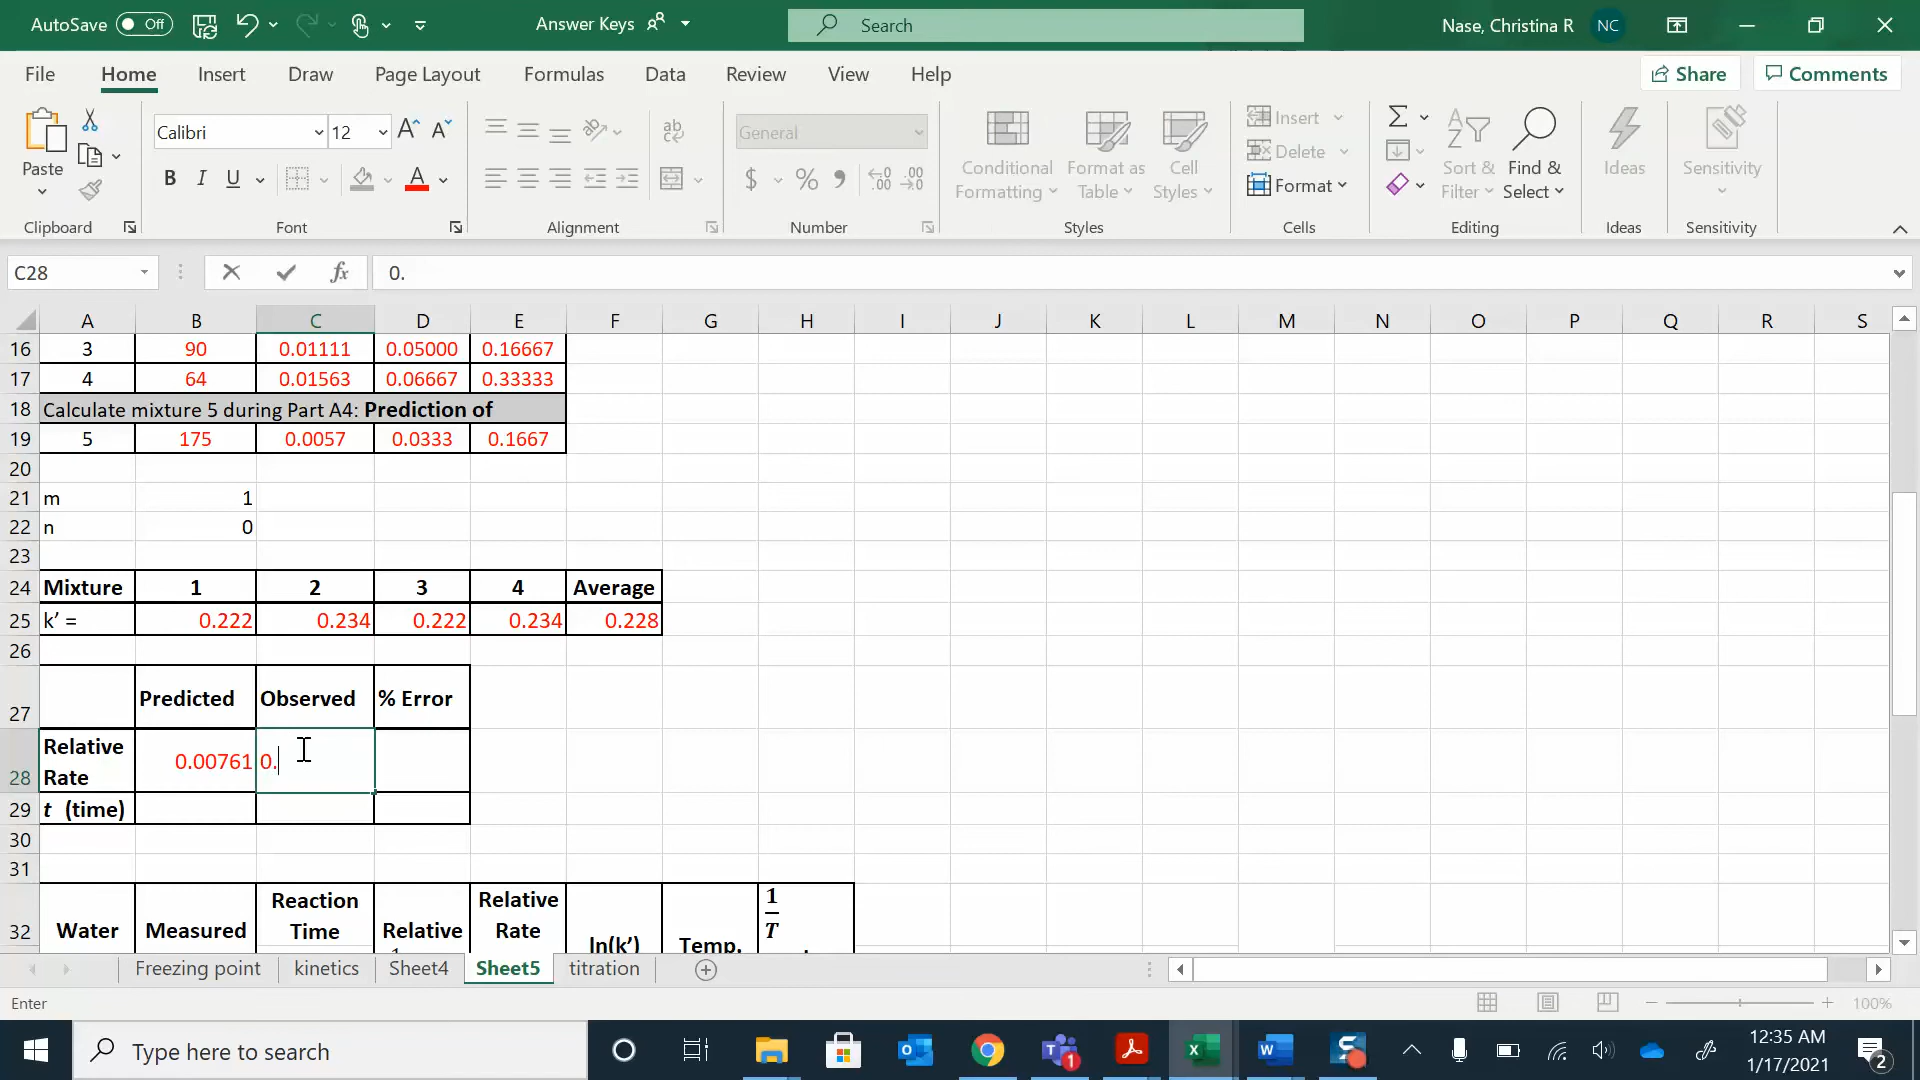 AutoSave Off Answer Keys Search Nase, Christina R NC
File Home Insert Draw Page Layout Formulas Data Review View Help Share Comments
Paste Calibri 12 B I U ab c General $ % 9 .00 .00
Conditional Formatting Format as Table Cell Styles Insert Delete Format Sort & Filter Find & Select Ideas Sensitivity
Clipboard Font Alignment Number Styles Cells Editing Ideas Sensitivity
C28 fx 0.
A B C D E F G H I J K L M N O P Q R S
16 3 90 0.01111 0.05000 0.16667
17 4 64 0.01563 0.06667 0.33333
18 Calculate mixture 5 during Part A4: Prediction of
19 5 175 0.0057 0.0333 0.1667
20
21 m 1
22 n 0
23
24 Mixture 1 2 3 4 Average
25 k' = 0.222 0.234 0.222 0.234 0.228
26
27 Predicted Observed % Error
28 Relative Rate 0.00761 0.
29 t (time)
30
31
32 Water Measured Reaction Time Relative Relative Rate ln(k') Temp. 1 T
Freezing point kinetics Sheet4 Sheet5 titration
Enter 100%
Type here to search 1 12:35 AM
1/17/2021 2